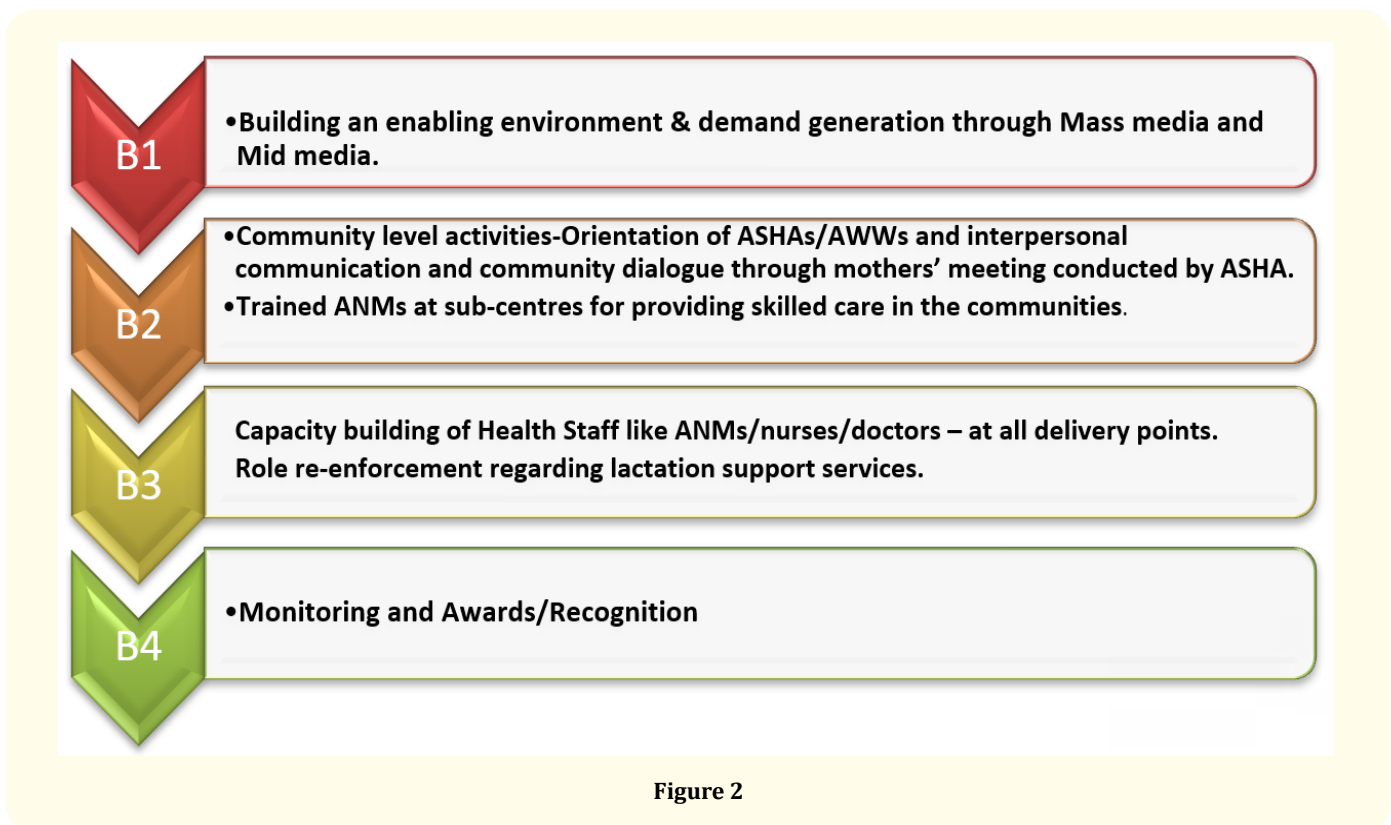 B1
•Building an enabling environment & demand generation through Mass media and
Mid media.
B2
•Community level activities-Orientation of ASHAs/AWWs and interpersonal
communication and community dialogue through mothers’ meeting conducted by ASHA.
•Trained ANMs at sub-centres for providing skilled care in the communities.
B3
Capacity building of Health Staff like ANMs/nurses/doctors – at all delivery points.
Role re-enforcement regarding lactation support services.
B4
•Monitoring and Awards/Recognition
Figure 2